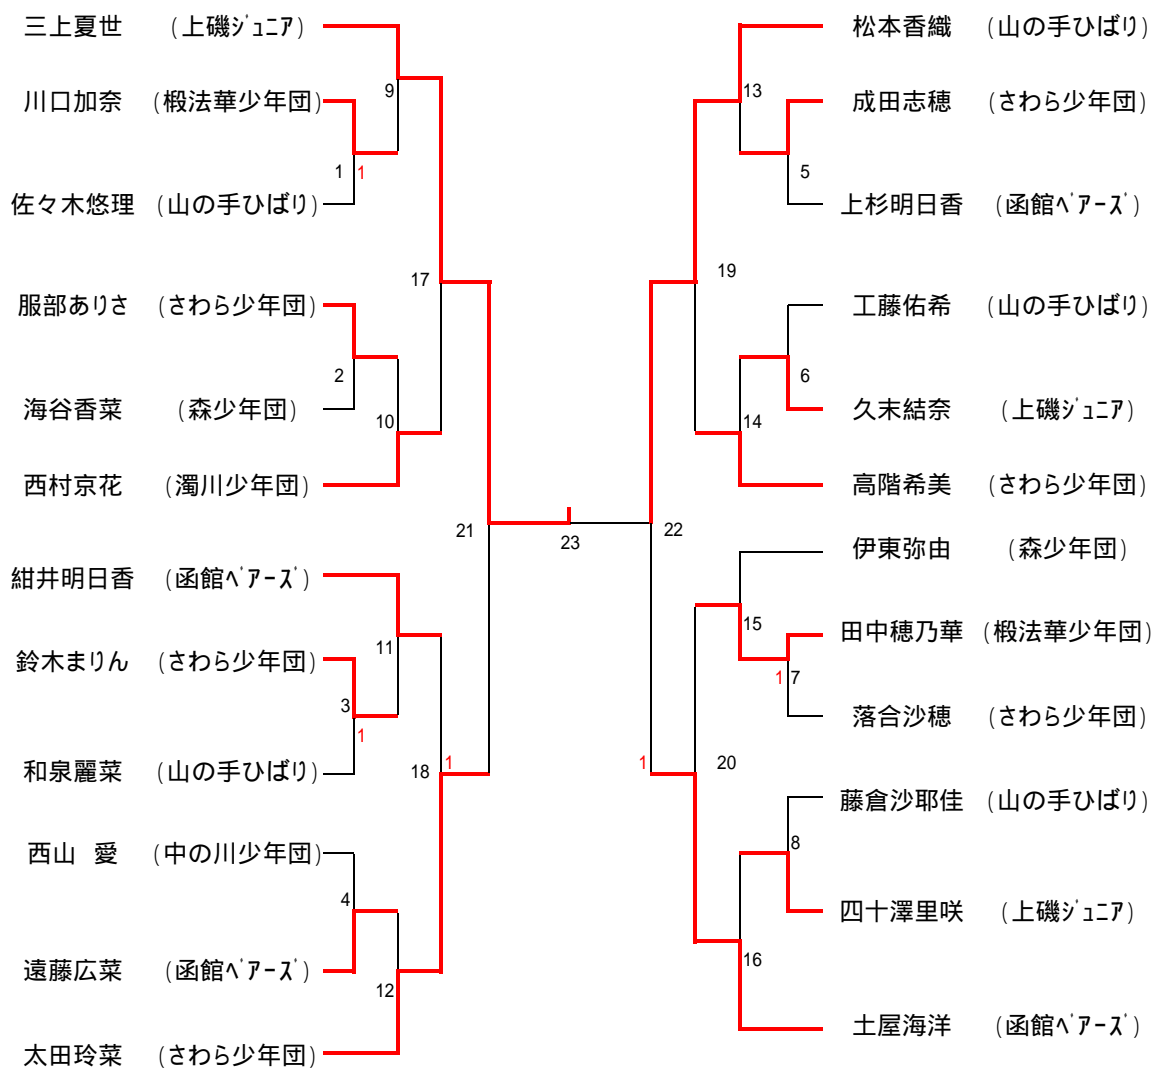 三上夏世 (上磯ジュニア)
9
川口加奈 (椴法華少年団)
1 1
佐々木悠理 (山の手ひばり)
17
服部ありさ (さわら少年団)
2
海谷香菜 (森少年団)
10
西村京花 (濁川少年団)
21
紺井明日香 (函館ベアーズ)
11
鈴木まりん (さわら少年団)
3
1
和泉麗菜 (山の手ひばり)
18 1
西山 愛 (中の川少年団)
4
遠藤広菜 (函館ベアーズ)
12
太田玲菜 (さわら少年団)
23
松本香織 (山の手ひばり)
13
成田志穂 (さわら少年団)
5
上杉明日香 (函館ベアーズ)
19
工藤佑希 (山の手ひばり)
6
久末結奈 (上磯ジュニア)
14
高階希美 (さわら少年団)
22
伊東弥由 (森少年団)
15
田中穂乃華 (椴法華少年団)
1 7
落合沙穂 (さわら少年団)
1 20
藤倉沙耶佳 (山の手ひばり)
8
四十澤里咲 (上磯ジュニア)
16
土屋海洋 (函館ベアーズ)